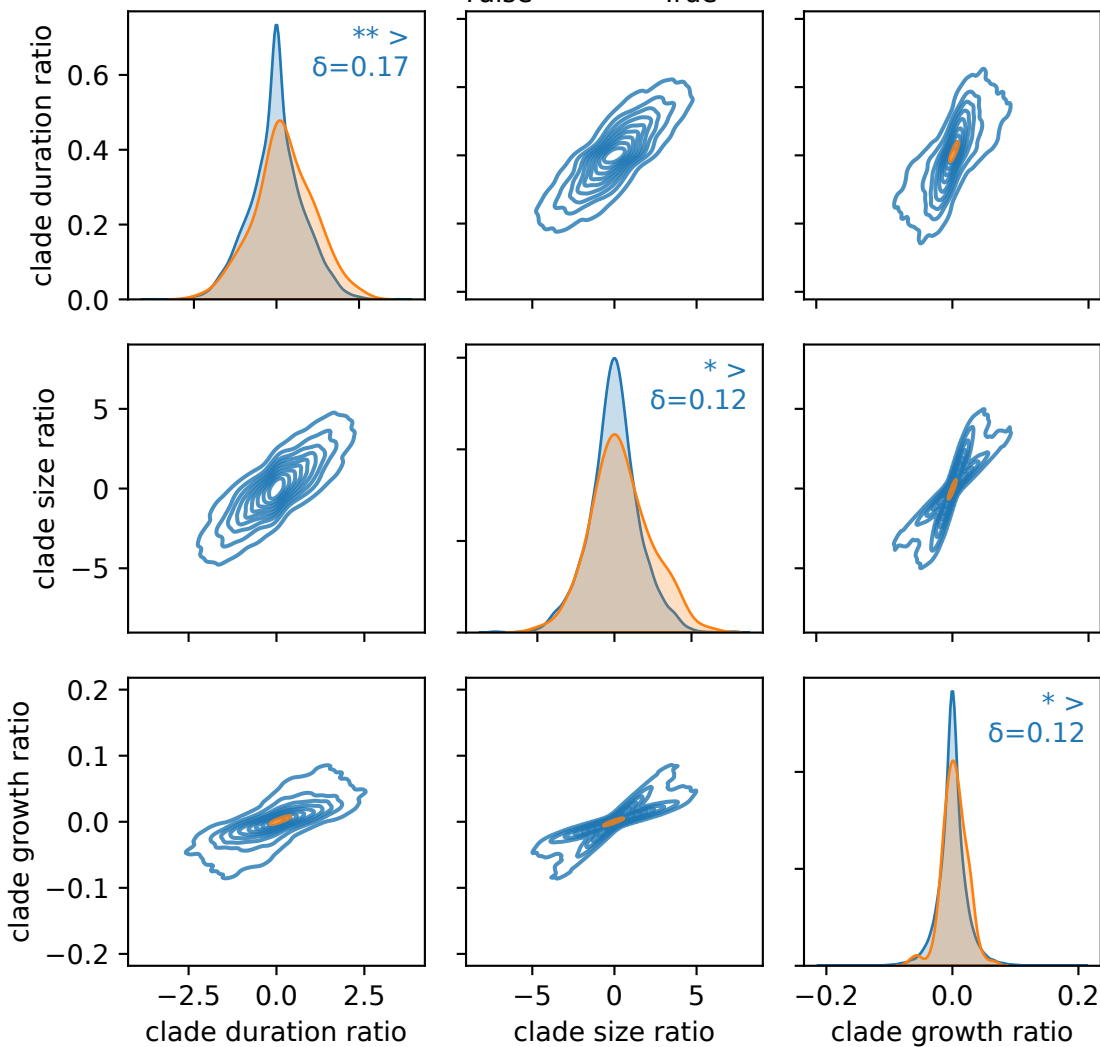 False True
clade duration ratio
0.6
0.4
0.2
0.0
** >
δ=0.17
clade size ratio
5
0
−5
* >
δ=0.12
clade growth ratio
0.2
0.1
0.0
−0.1
−0.2
* >
δ=0.12
−2.5 0.0 2.5
−5 0 5
−0.2 0.0 0.2
clade duration ratio
clade size ratio
clade growth ratio